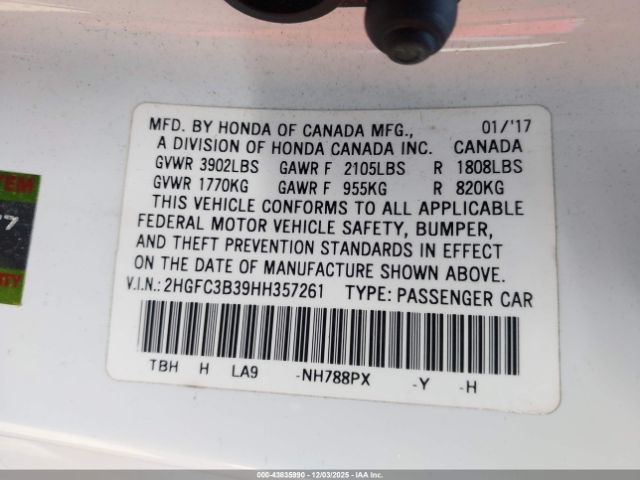 MFD. BY HONDA OF CANADA MFG., 01/'17
A DIVISION OF HONDA CANADA INC. CANADA
GVWR 3902LBS GAWR F 2105LBS R 1808LBS
GVWR 1770KG GAWR F 955KG R 820KG
THIS VEHICLE CONFORMS TO ALL APPLICABLE
FEDERAL MOTOR VEHICLE SAFETY, BUMPER,
AND THEFT PREVENTION STANDARDS IN EFFECT
ON THE DATE OF MANUFACTURE SHOWN ABOVE.
V.I.N.: 2HGFC3B39HH357261 TYPE: PASSENGER CAR
TBH H LA9 -NH788PX -Y -H
000-43835990 - 12/03/2025 - IAAI.COM